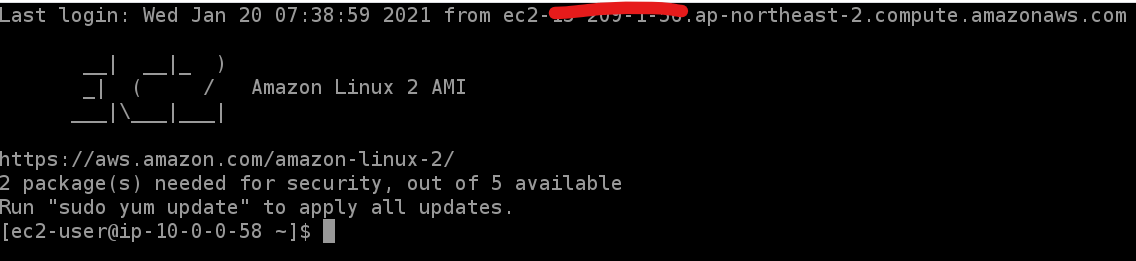 Last login: Wed Jan 20 07:38:59 2021 from ec2-.ap-northeast-2.compute.amazonaws.com
__|  __|_  )
_|  (     /   Amazon Linux 2 AMI
___|\___|___|
https://aws.amazon.com/amazon-linux-2/
2 package(s) needed for security, out of 5 available
Run "sudo yum update" to apply all updates.
[ec2-user@ip-10-0-0-58 ~]$